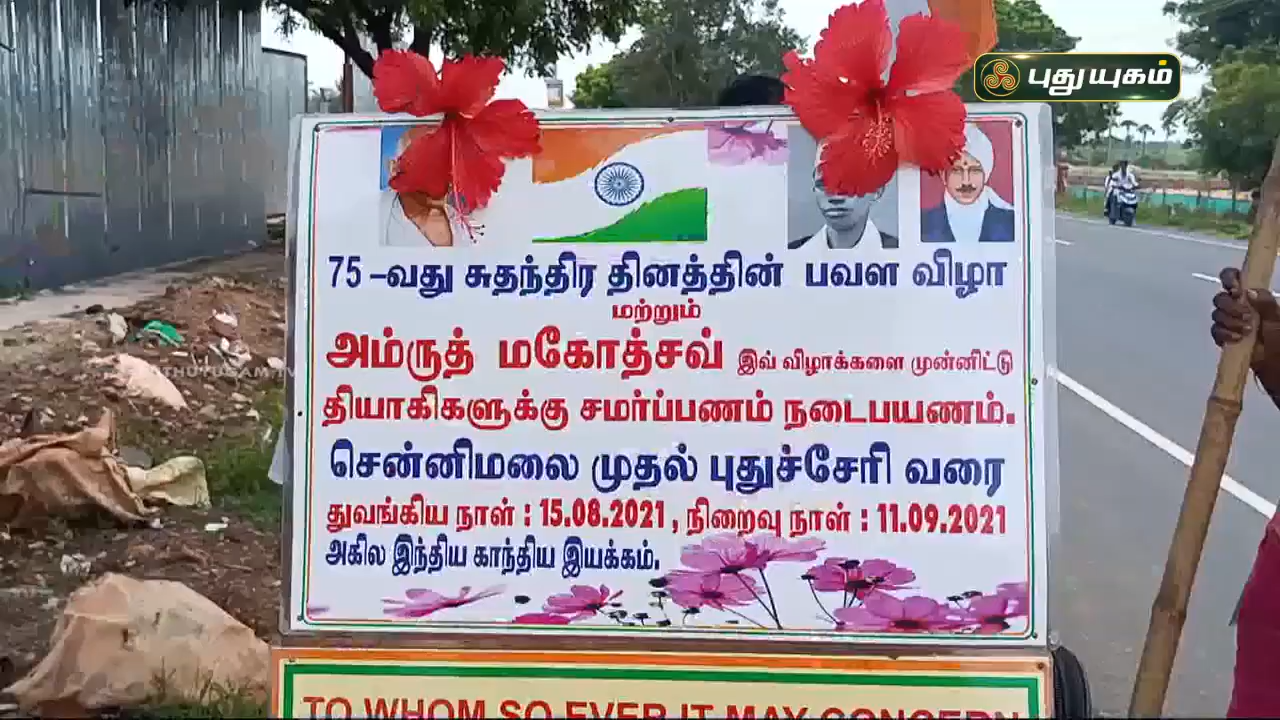 புதுயுகம்
75 –வது சுதந்திர தினத்தின் பவள விழா
மற்றும்
அம்ருத் மகோத்சவ் இவ் விழாக்களை முன்னிட்டு
தியாகிகளுக்கு சமர்ப்பணம் நடைபயணம்.
சென்னிமலை முதல் புதுச்சேரி வரை
துவங்கிய நாள் : 15.08.2021 , நிறைவு நாள் : 11.09.2021
அகில இந்திய காந்திய இயக்கம்.
TO WHOM SO EVER IT MAY CONCERN